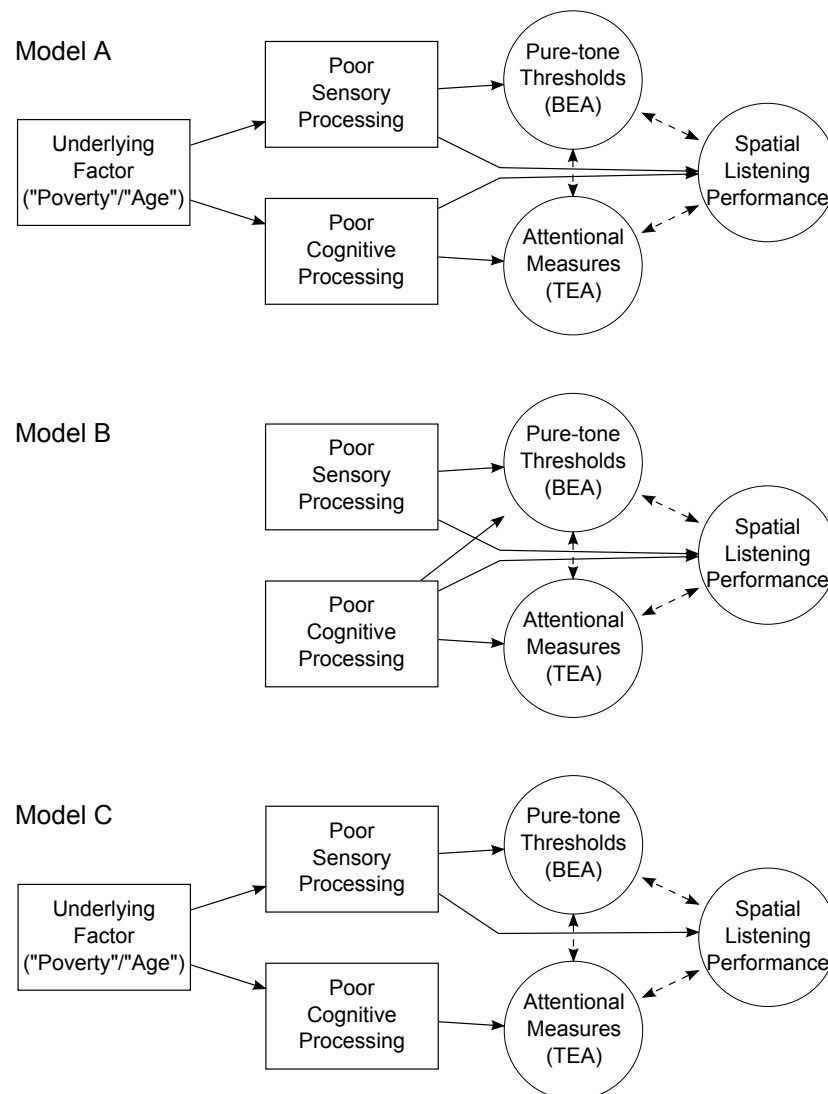 Model A
Underlying
Factor
("Poverty"/"Age")
Poor
Sensory
Processing
Poor
Cognitive
Processing
Pure-tone
Thresholds
(BEA)
Attentional
Measures
(TEA)
Spatial
Listening
Performance
Model B
Poor
Sensory
Processing
Poor
Cognitive
Processing
Pure-tone
Thresholds
(BEA)
Attentional
Measures
(TEA)
Spatial
Listening
Performance
Model C
Underlying
Factor
("Poverty"/"Age")
Poor
Sensory
Processing
Poor
Cognitive
Processing
Pure-tone
Thresholds
(BEA)
Attentional
Measures
(TEA)
Spatial
Listening
Performance